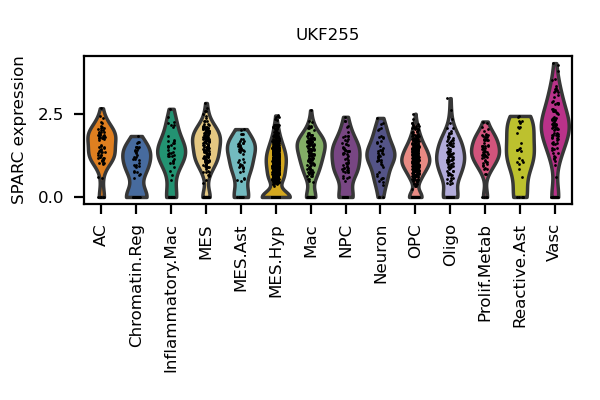 UKF255
SPARC expression
2.5
0.0
AC
Chromatin.Reg
Inflammatory.Mac
MES
MES.Ast
MES.Hyp
Mac
NPC
Neuron
OPC
Oligo
Prolif.Metab
Reactive.Ast
Vasc